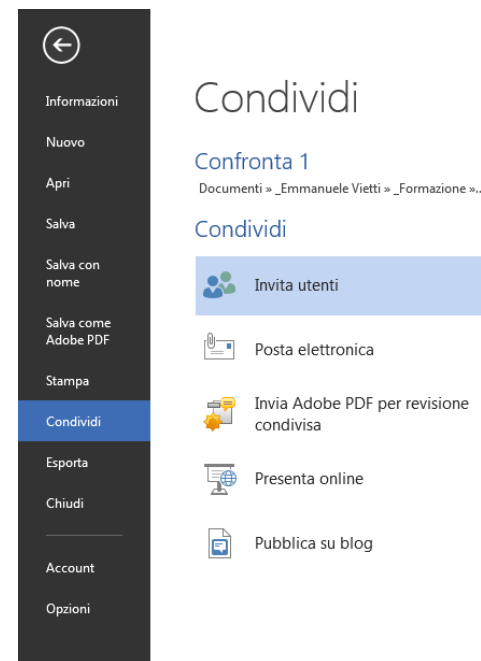 Informazioni
Nuovo
Apri
Salva
Salva con
nome
Salva come
Adobe PDF
Stampa
Condividi
Esporta
Chiudi
Account
Opzioni
Condividi
Confronta 1
Documenti » _Emmanuele Vietti » _Formazione »..
Condividi
Invita utenti
Posta elettronica
Invia Adobe PDF per revisione
condivisa
Presenta online
Pubblica su blog